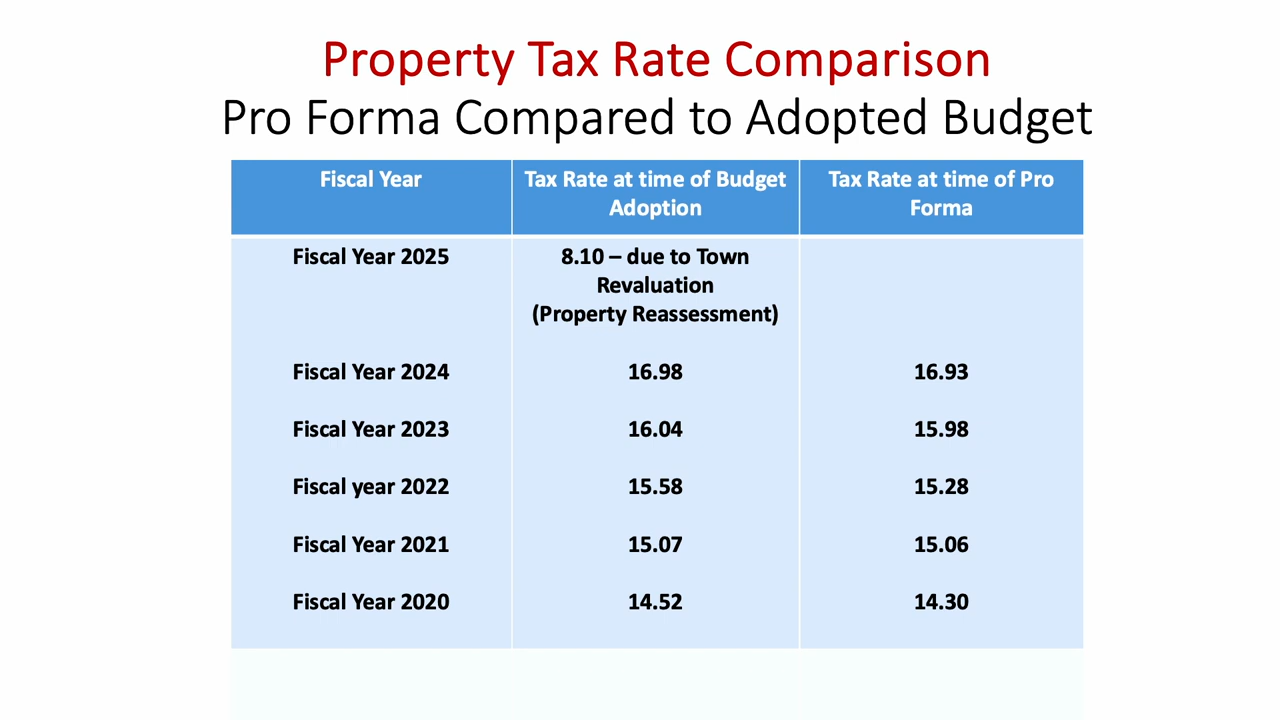 Property Tax Rate Comparison
Pro Forma Compared to Adopted Budget
Fiscal Year
Tax Rate at time of Budget
Adoption
Tax Rate at time of Pro
Forma
Fiscal Year 2025
8.10 – due to Town
Revaluation
(Property Reassessment)
Fiscal Year 2024
16.98
16.93
Fiscal Year 2023
16.04
15.98
Fiscal year 2022
15.58
15.28
Fiscal Year 2021
15.07
15.06
Fiscal Year 2020
14.52
14.30